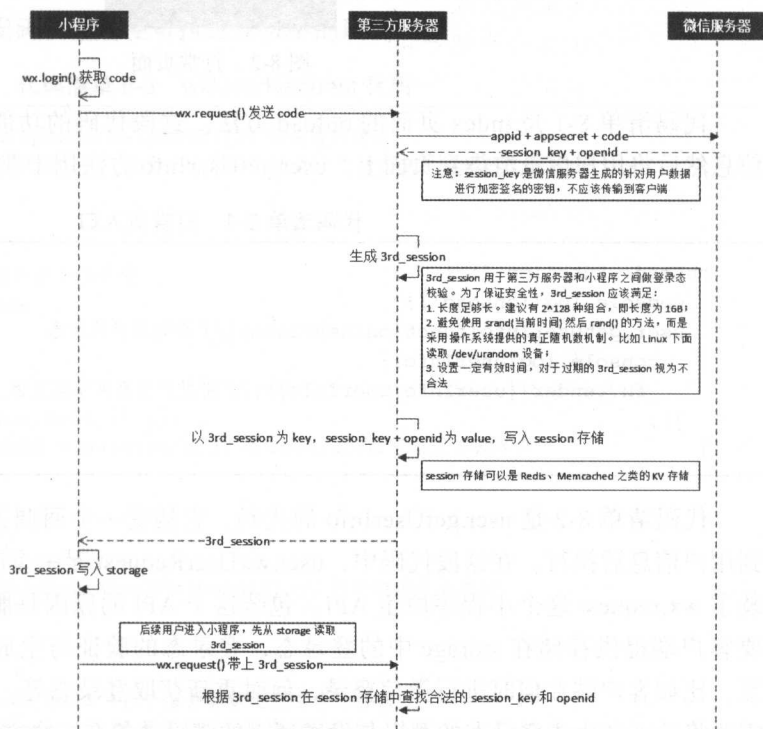 小程序
第三方服务器
微信服务器
wx.login() 获取 code
wx.request() 发送 code
appid + appsecret + code
session_key + openid
注意：session_key 是微信服务器生成的针对用户数据
进行加密签名的密钥，不应该传输到客户端
生成 3rd_session
3rd_session 用于第三方服务器和小程序之间做登录态
校验。为了保证安全性，3rd_session 应该满足：
1. 长度足够长。建议有 2^128 种组合，即长度为 16B；
2. 避免使用 srand(当前时间) 然后 rand() 的方法，而是
采用操作系统提供的真正随机数机制。比如 Linux 下面
读取 /dev/urandom 设备；
3. 设置一定有效时间，对于过期的 3rd_session 视为不
合法
以 3rd_session 为 key，session_key + openid 为 value，写入 session 存储
session 存储可以是 Redis、Memcached 之类的 KV 存储
3rd_session
3rd_session 写入 storage
后续用户进入小程序，先从 storage 读取
3rd_session
wx.request() 带上 3rd_session
根据 3rd_session 在 session 存储中查找合法的 session_key 和 openid